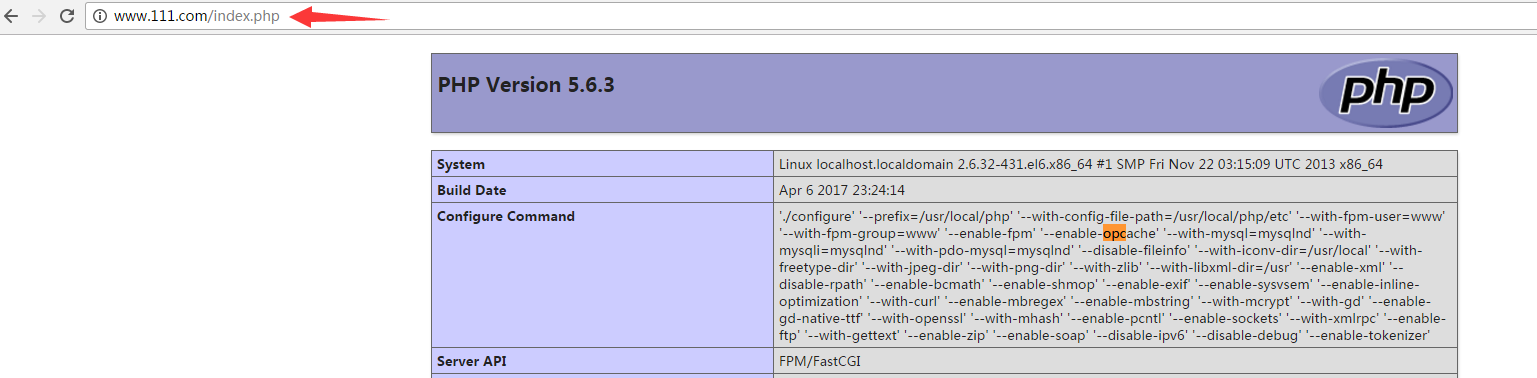 www.111.com/index.php
PHP Version 5.6.3
php
System
Linux localhost.localdomain 2.6.32-431.el6.x86_64 #1 SMP Fri Nov 22 03:15:09 UTC 2013 x86_64
Build Date
Apr 6 2017 23:24:14
Configure Command
'./configure' '--prefix=/usr/local/php' '--with-config-file-path=/usr/local/php/etc' '--with-fpm-user=www'
'--with-fpm-group=www' '--enable-fpm' '--enable-opcache' '--with-mysql=mysqlnd' '--with-
mysqli=mysqlnd' '--with-pdo-mysql=mysqlnd' '--disable-fileinfo' '--with-iconv-dir=/usr/local' '--with-
freetype-dir' '--with-jpeg-dir' '--with-png-dir' '--with-zlib' '--with-libxml-dir=/usr' '--enable-xml' '--
disable-rpath' '--enable-bcmath' '--enable-shmop' '--enable-exif' '--enable-sysvsem' '--enable-inline-
optimization' '--with-curl' '--enable-mbregex' '--enable-mbstring' '--with-mcrypt' '--with-gd' '--enable-
gd-native-ttf' '--with-openssl' '--with-mhash' '--enable-pcntl' '--enable-sockets' '--with-xmlrpc' '--enable-
ftp' '--with-gettext' '--enable-zip' '--enable-soap' '--disable-ipv6' '--disable-debug' '--enable-tokenizer'
Server API
FPM/FastCGI